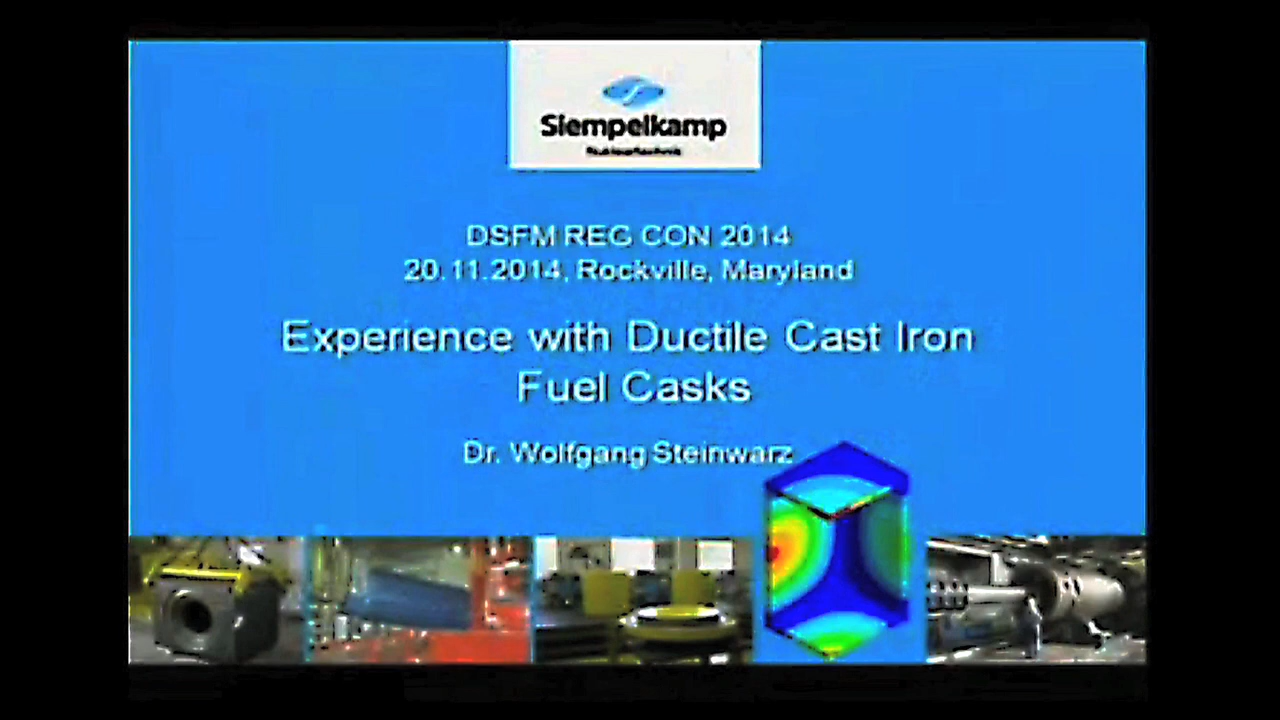 Siempelkamp
DSFM REG CON 2014
20.11.2014, Rockville, Maryland
Experience with Ductile Cast Iron
Fuel Casks
Dr. Wolfgang Steinwarz